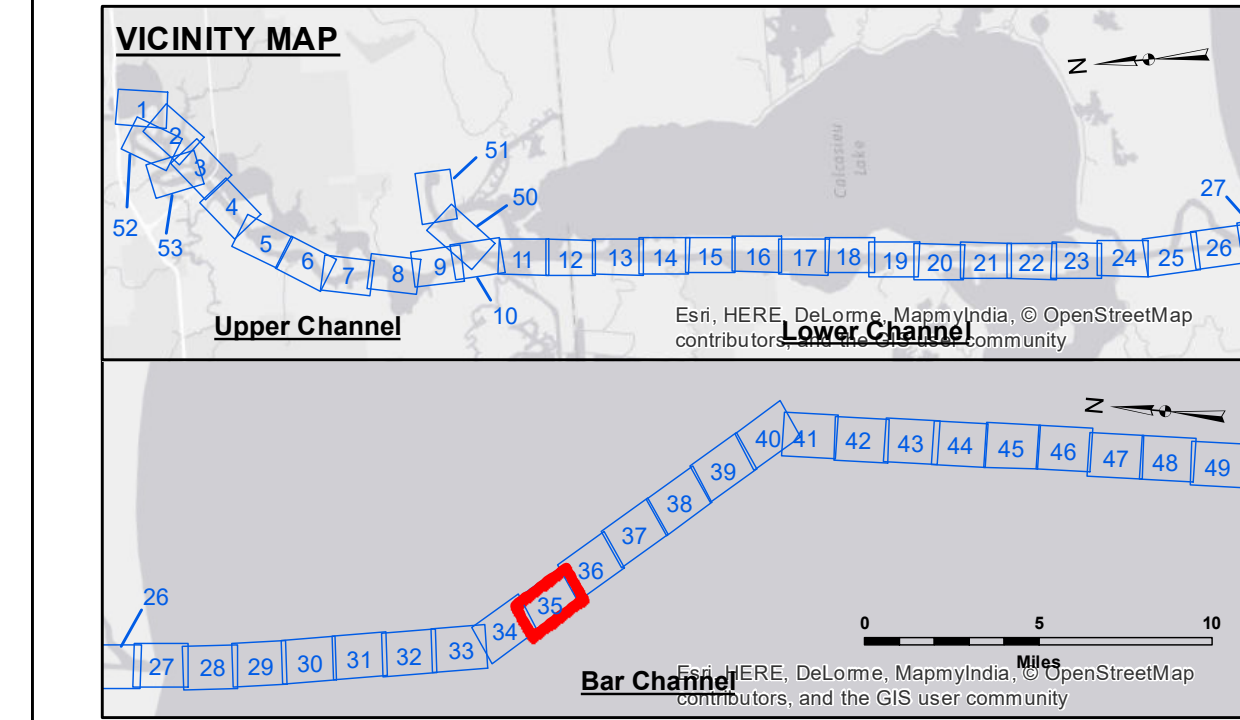 VICINITY MAP
N
1
2
3
4
5
6
7
8
9
10
11 12 13 14 15 16 17 18 19 20 21 22 23 24 25 26
27
50
51
52
53
Calcasieu
Lake
Upper Channel
Lower Channel
Esri, HERE, DeLorme, MapmyIndia, © OpenStreetMap
contributors, and the GIS user community
N
26
27 28 29 30 31 32 33 34 35 36 37 38 39 40 41 42 43 44 45 46 47 48 49
0 5 10
Miles
Bar Channel
Esri, HERE, DeLorme, MapmyIndia, © OpenStreetMap
contributors, and the GIS user community